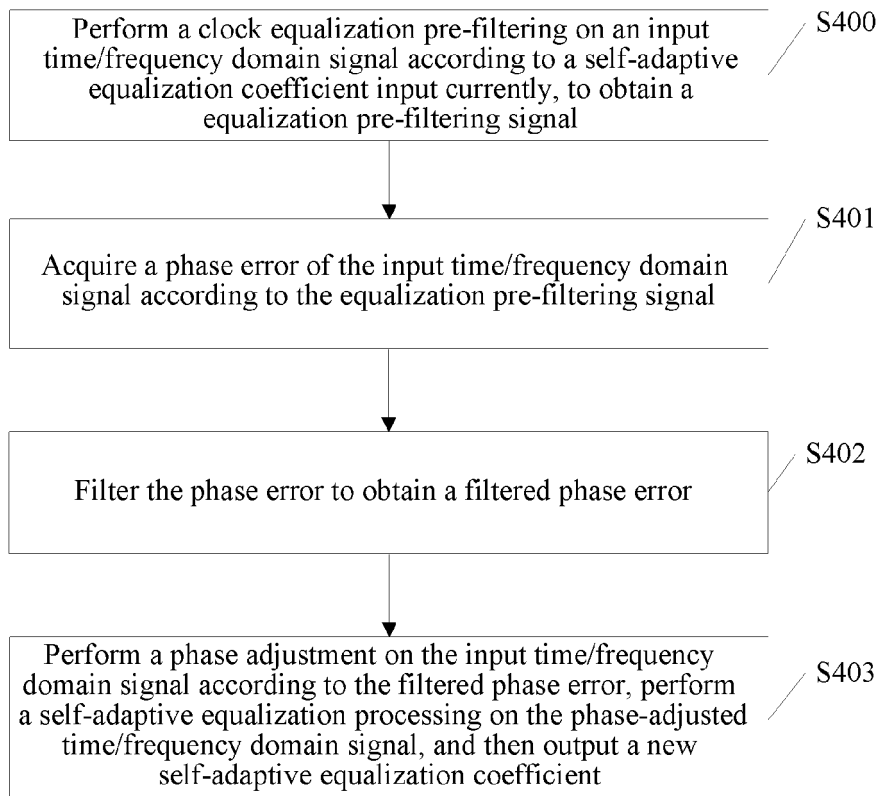 Perform a clock equalization pre-filtering on an input
time/frequency domain signal according to a self-adaptive
equalization coefficient input currently, to obtain a
equalization pre-filtering signal
S400
Acquire a phase error of the input time/frequency domain
signal according to the equalization pre-filtering signal
S401
Filter the phase error to obtain a filtered phase error
S402
Perform a phase adjustment on the input time/frequency
domain signal according to the filtered phase error, perform
a self-adaptive equalization processing on the phase-adjusted
time/frequency domain signal, and then output a new
self-adaptive equalization coefficient
S403